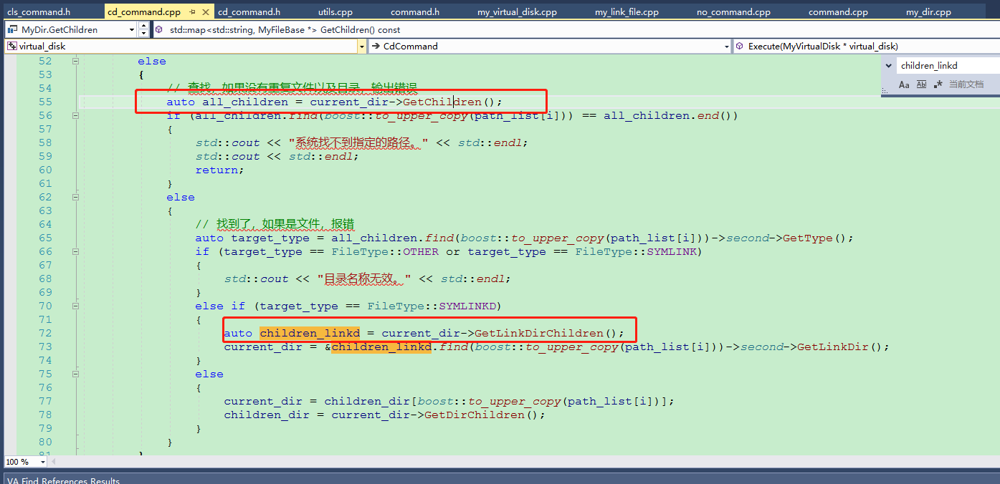 cls_command.h cd_command.cpp cd_command.h utils.cpp command.h my_virtual_disk.cpp my_link_file.cpp no_command.cpp command.cpp my_dir.cpp
MyDir.GetChildren std::map<std::string, MyFileBase *> GetChildren() const
virtual_disk CdCommand Execute(MyVirtualDisk * virtual_disk)
children_linkd
Aa Ab 当前文档
52 else
53 {
54 // 查找，如果没有重复文件以及目录，输出错误
55 auto all_children = current_dir->GetChildren();
56 if (all_children.find(boost::to_upper_copy(path_list[i])) == all_children.end())
57 {
58 std::cout << "系统找不到指定的路径。" << std::endl;
59 std::cout << std::endl;
60 return;
61 }
62 else
63 {
64 // 找到了，如果是文件，报错
65 auto target_type = all_children.find(boost::to_upper_copy(path_list[i]))->second->GetType();
66 if (target_type == FileType::OTHER or target_type == FileType::SYMLINK)
67 {
68 std::cout << "目录名称无效。" << std::endl;
69 }
70 else if (target_type == FileType::SYMLINKD)
71 {
72 auto children_linkd = current_dir->GetLinkDirChildren();
73 current_dir = &children_linkd.find(boost::to_upper_copy(path_list[i]))->second->GetLinkDir();
74 }
75 else
76 {
77 current_dir = children_dir[boost::to_upper_copy(path_list[i])];
78 children_dir = current_dir->GetDirChildren();
79 }
80 }
81 }
100 %
VA Find References Results